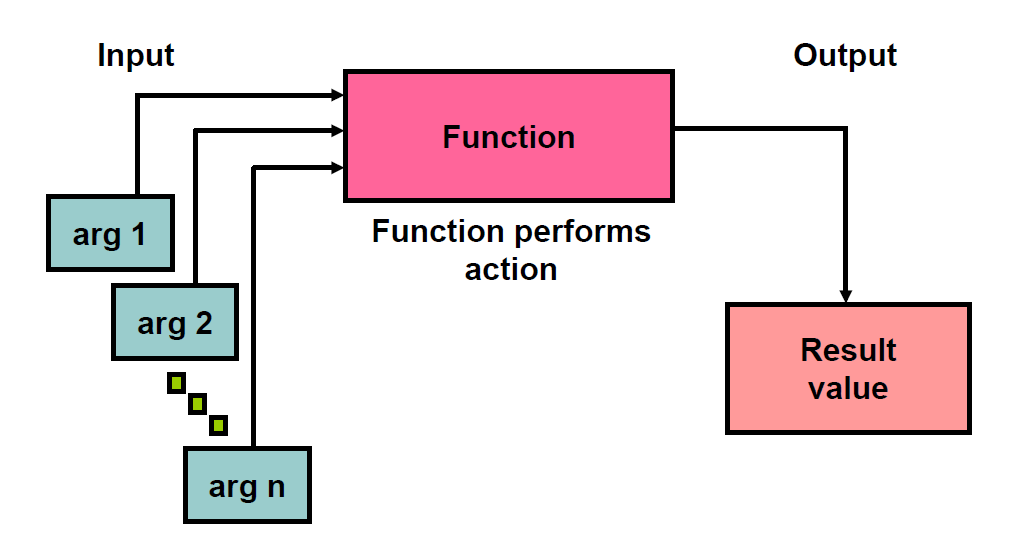 Input
Output
Function
Function performs
action
arg 1
arg 2
arg n
Result
value